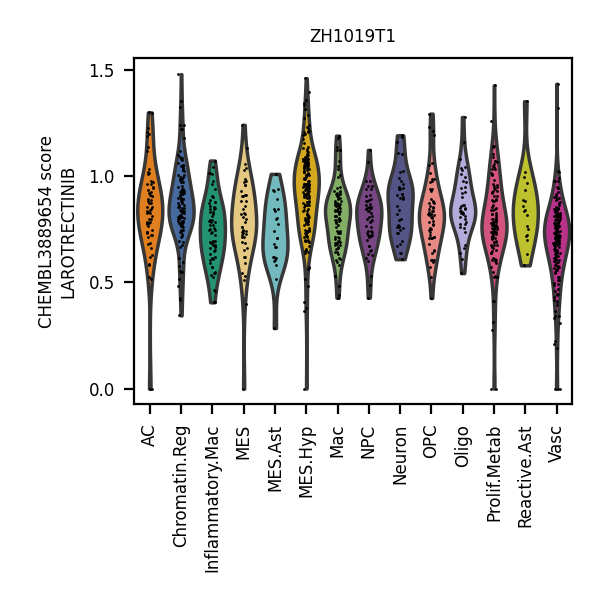 ZH1019T1
CHEMBL3889654 score
LAROTRECTINIB
1.5
1.0
0.5
0.0
AC
Chromatin.Reg
Inflammatory.Mac
MES
MES.Ast
MES.Hyp
Mac
NPC
Neuron
OPC
Oligo
Prolif.Metab
Reactive.Ast
Vasc